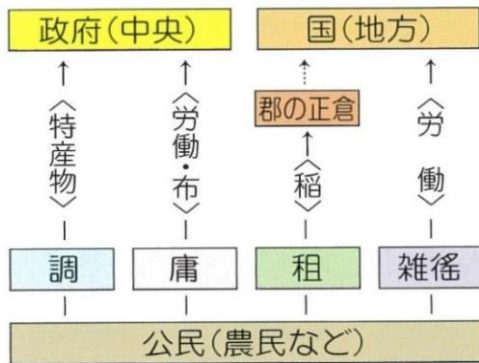 政府(中央)
国(地方)
〈特産物〉
〈労働・布〉
郡の正倉
〈稲〉
〈労働〉
調
庸
租
雑徭
公民(農民など)